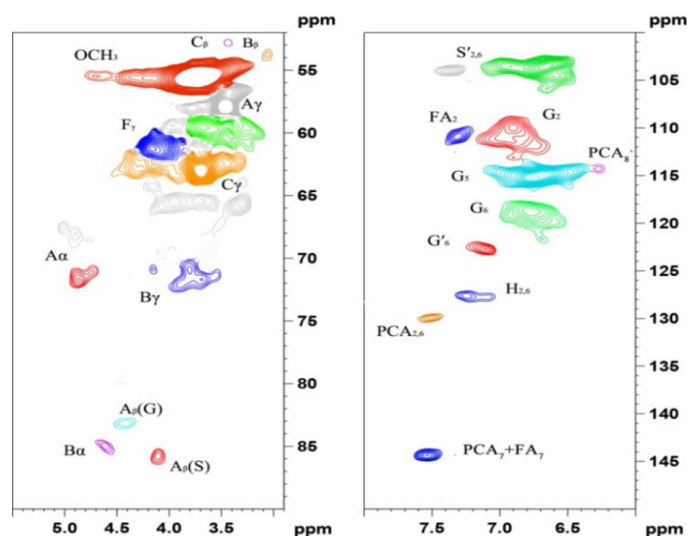 ppm
ppm
Cβ Bβ
OCH3
Aγ
Fγ
Cγ
Aα
Bγ
Aβ(G)
Bα
Aβ(S)
55
60
65
70
75
80
85
5.0 4.5 4.0 3.5 ppm
S'2,6
FA2
G2
PCA8'
G5
G6
G'6
H2,6
PCA2,6
PCA7+FA7
105
110
115
120
125
130
135
140
145
7.5 7.0 6.5 ppm